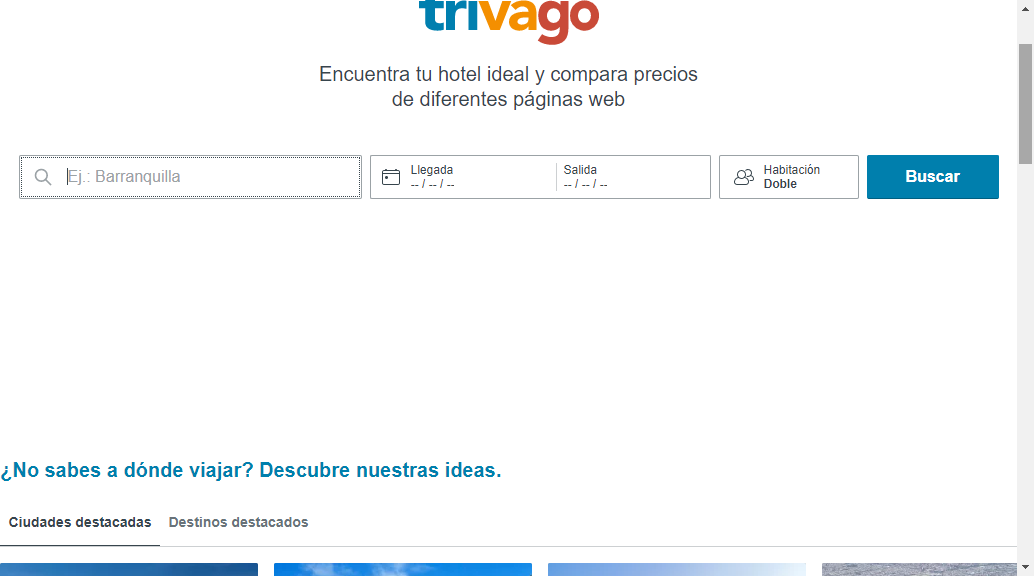 trivago
Encuentra tu hotel ideal y compara precios
de diferentes páginas web
Ej.: Barranquilla
Llegada
-- / -- / --
Salida
-- / -- / --
Habitación
Doble
Buscar
¿No sabes a dónde viajar? Descubre nuestras ideas.
Ciudades destacadas
Destinos destacados